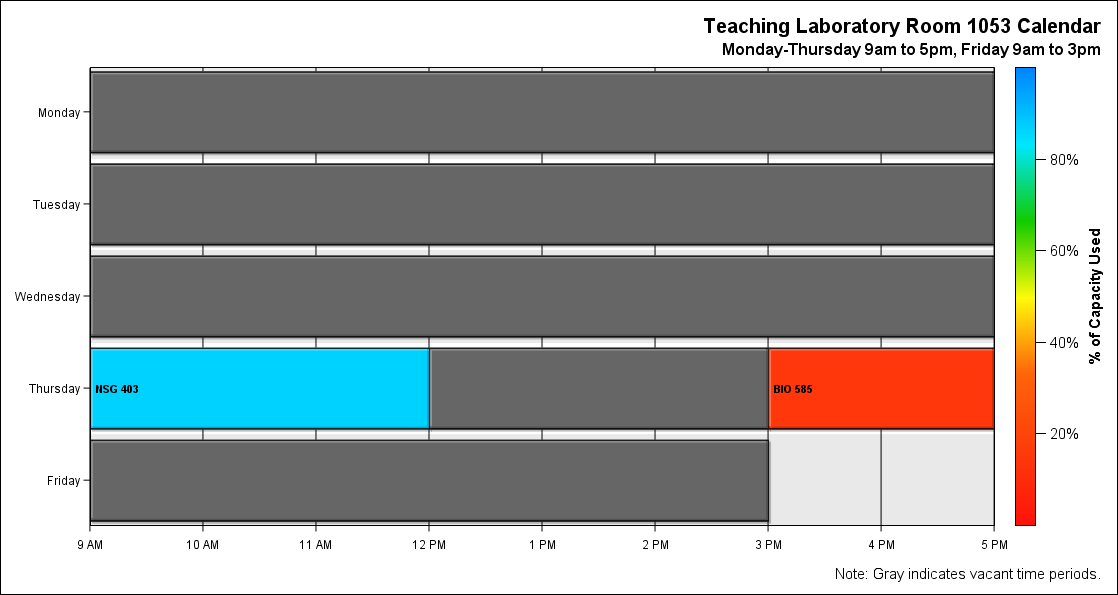 Teaching Laboratory Room 1053 Calendar
Monday-Thursday 9am to 5pm, Friday 9am to 3pm
Monday
Tuesday
Wednesday
Thursday
Friday
NSG 403
BIO 585
9 AM 10 AM 11 AM 12 PM 1 PM 2 PM 3 PM 4 PM 5 PM
80%
60%
40%
20%
% of Capacity Used
Note: Gray indicates vacant time periods.